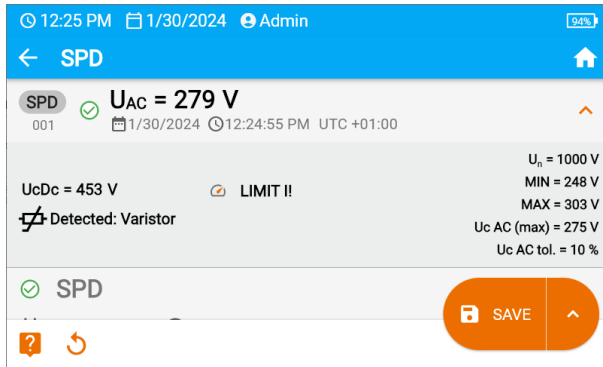 12:25 PM 1/30/2024 Admin 94%
SPD
SPD UAC = 279 V
001 1/30/2024 12:24:55 PM UTC +01:00
Un = 1000 V
UcDc = 453 V LIMIT I! MIN = 248 V
MAX = 303 V
Detected: Varistor Uc AC (max) = 275 V
Uc AC tol. = 10 %
SPD
SAVE
?